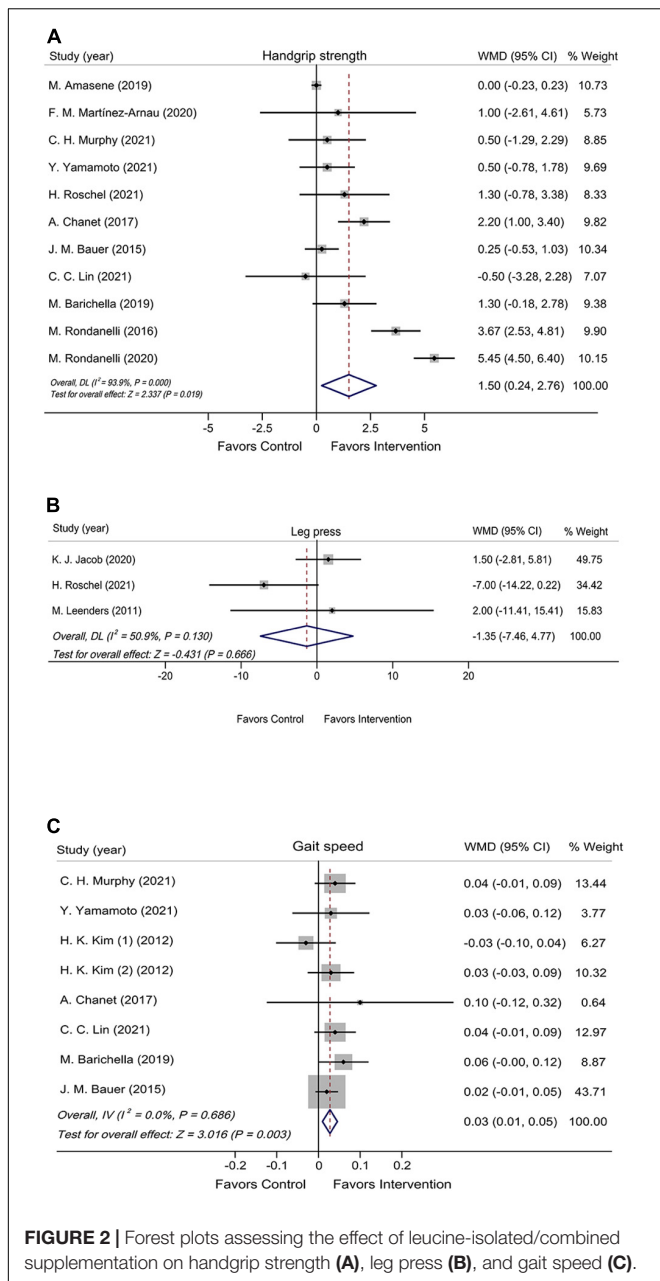 A
Study (year) Handgrip strength WMD (95% CI) % Weight
M. Amasene (2019) 0.00 (-0.23, 0.23) 10.73
F. M. Martínez-Arnau (2020) 1.00 (-2.61, 4.61) 5.73
C. H. Murphy (2021) 0.50 (-1.29, 2.29) 8.85
Y. Yamamoto (2021) 0.50 (-0.78, 1.78) 9.69
H. Roschel (2021) 1.30 (-0.78, 3.38) 8.33
A. Chanet (2017) 2.20 (1.00, 3.40) 9.82
J. M. Bauer (2015) 0.25 (-0.53, 1.03) 10.34
C. C. Lin (2021) -0.50 (-3.28, 2.28) 7.07
M. Barichella (2019) 1.30 (-0.18, 2.78) 9.38
M. Rondanelli (2016) 3.67 (2.53, 4.81) 9.90
M. Rondanelli (2020) 5.45 (4.50, 6.40) 10.15
Overall, DL (I² = 93.9%, P = 0.000) 1.50 (0.24, 2.76) 100.00
Test for overall effect: Z = 2.337 (P = 0.019)
-5 -2.5 0 2.5 5
Favors Control Favors Intervention
B
Study (year) Leg press WMD (95% CI) % Weight
K. J. Jacob (2020) 1.50 (-2.81, 5.81) 49.75
H. Roschel (2021) -7.00 (-14.22, 0.22) 34.42
M. Leenders (2011) 2.00 (-11.41, 15.41) 15.83
Overall, DL (I² = 50.9%, P = 0.130) -1.35 (-7.46, 4.77) 100.00
Test for overall effect: Z = -0.431 (P = 0.666)
-20 -10 0 10 20
Favors Control Favors Intervention
C
Study (year) Gait speed WMD (95% CI) % Weight
C. H. Murphy (2021) 0.04 (-0.01, 0.09) 13.44
Y. Yamamoto (2021) 0.03 (-0.06, 0.12) 3.77
H. K. Kim (1) (2012) -0.03 (-0.10, 0.04) 6.27
H. K. Kim (2) (2012) 0.03 (-0.03, 0.09) 10.32
A. Chanet (2017) 0.10 (-0.12, 0.32) 0.64
C. C. Lin (2021) 0.04 (-0.01, 0.09) 12.97
M. Barichella (2019) 0.06 (-0.00, 0.12) 8.87
J. M. Bauer (2015) 0.02 (-0.01, 0.05) 43.71
Overall, IV (I² = 0.0%, P = 0.686) 0.03 (0.01, 0.05) 100.00
Test for overall effect: Z = 3.016 (P = 0.003)
-0.2 -0.1 0 0.1 0.2
Favors Control Favors Intervention
FIGURE 2 | Forest plots assessing the effect of leucine-isolated/combined
supplementation on handgrip strength (A), leg press (B), and gait speed (C).